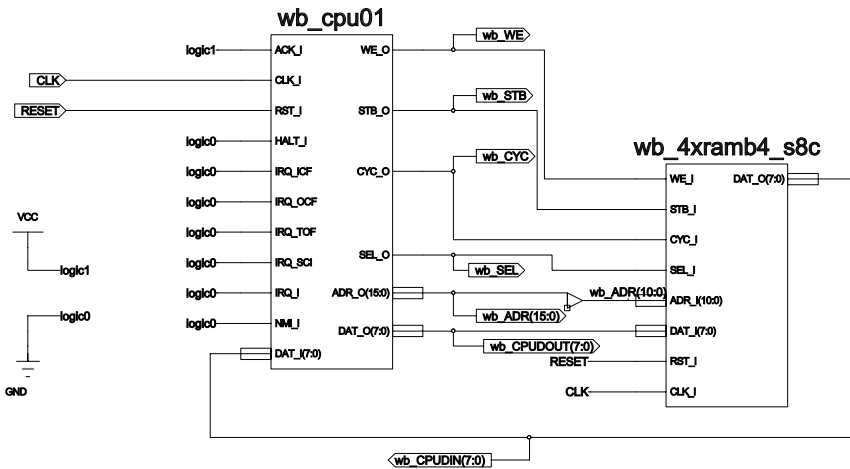 wb_cpu01
logic1
ACK_I
WE_O
wb_WE
CLK
CLK_I
RESET
RST_I
STB_O
wb_STB
logic0
HALT_I
wb_4xramb4_s8c
logic0
IRQ_ICF
CYC_O
wb_CYC
WE_I
DAT_O(7:0)
logic0
IRQ_OCF
STB_I
VCC
logic0
IRQ_TOF
CYC_I
logic1
logic0
IRQ_SCI
SEL_O
wb_SEL
SEL_I
logic0
IRQ_I
ADR_O(15:0)
wb_ADR(10:0)
ADR_I(10:0)
logic0
logic0
NMI_I
wb_ADR(15:0)
DAT_O(7:0)
DAT_I(7:0)
wb_CPUDOUT(7:0)
DAT_I(7:0)
RESET
RST_I
GND
CLK
CLK_I
wb_CPUDIN(7:0)